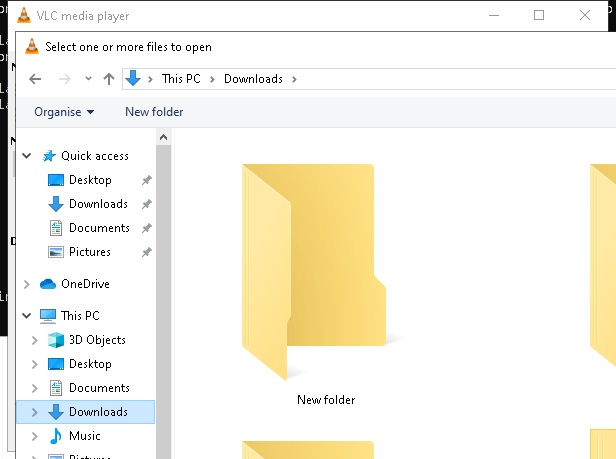 VLC media player
Select one or more files to open
This PC
Downloads
Organise
New folder
Quick access
Desktop
Downloads
Documents
Pictures
OneDrive
This PC
3D Objects
Desktop
Documents
Downloads
Music
Pictures
New folder